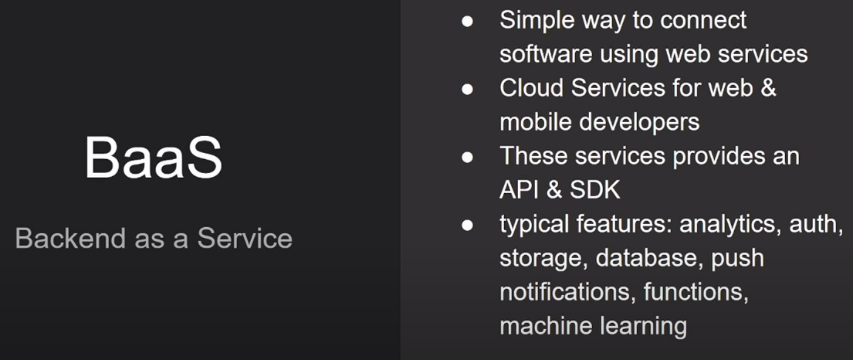 BaaS
Backend as a Service
● Simple way to connect
software using web services
● Cloud Services for web &
mobile developers
● These services provides an
API & SDK
● typical features: analytics, auth,
storage, database, push
notifications, functions,
machine learning